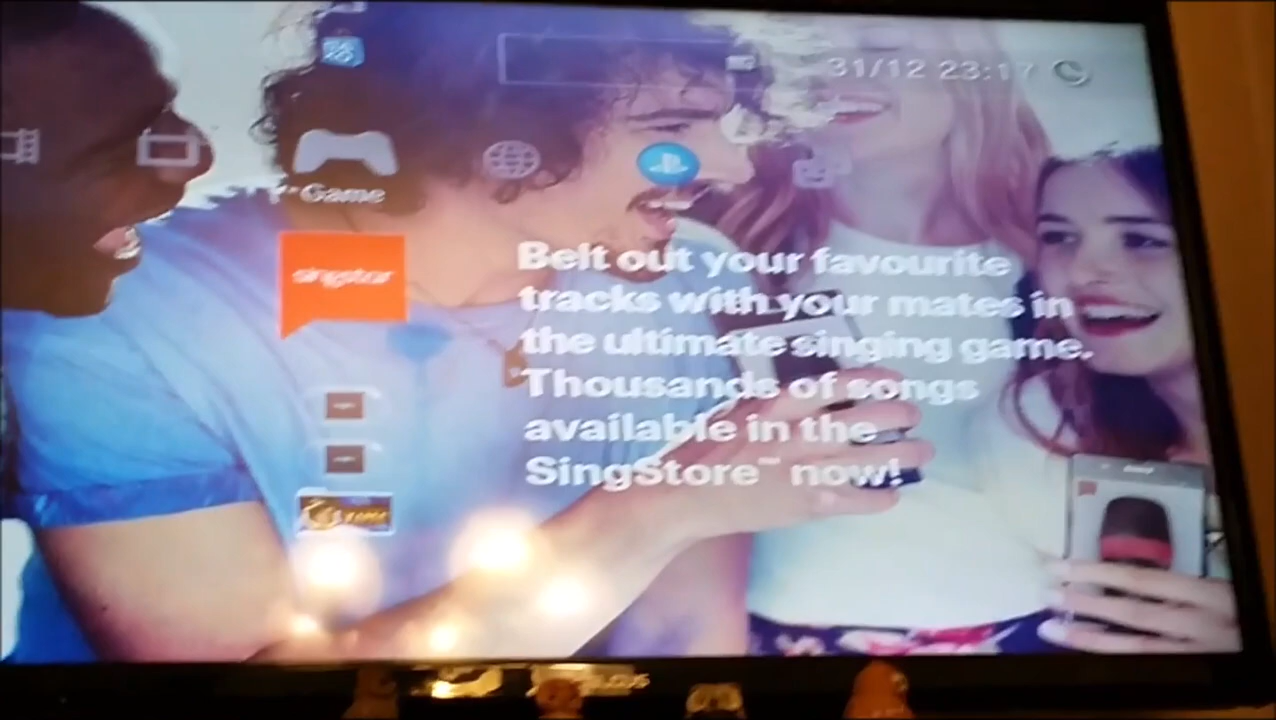 31/12 23:17
Game
singstar
Belt out your favourite
tracks with your mates in
the ultimate singing game.
Thousands of songs
available in the
SingStore™ now!